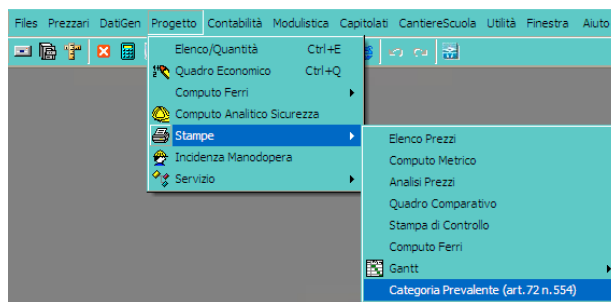 Files Prezzari DatiGen Progetto Contabilità Modulistica Capitolati CantiereScuola Utilità Finestra Aiuto
Elenco/Quantità Ctrl+E
Quadro Economico Ctrl+Q
Computo Ferri
Computo Analitico Sicurezza
Stampe
Incidenza Manodopera
Servizio
Elenco Prezzi
Computo Metrico
Analisi Prezzi
Quadro Comparativo
Stampa di Controllo
Computo Ferri
Gantt
Categoria Prevalente (art.72 n.554)